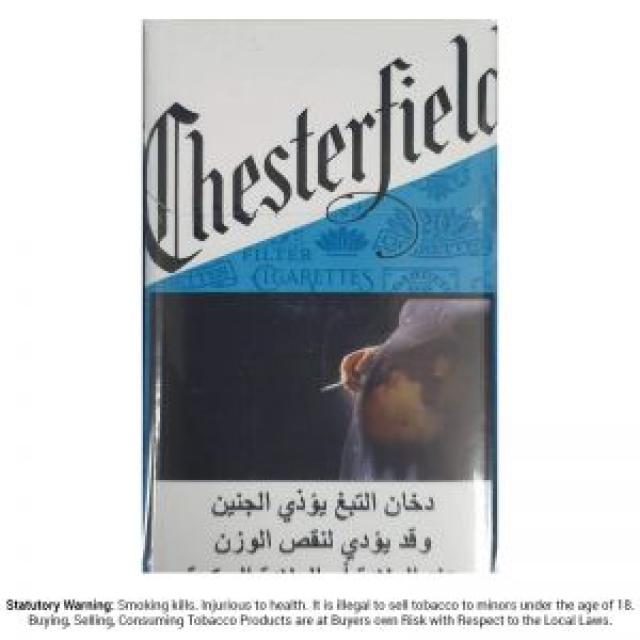 Chesterfield
FILTER
CIGARETTES
دخان التبغ يؤذي الجنين
وقد يؤدي لنقص الوزن
Statutory Warning: Smoking kills. Injurious to health. It is illegal to sell tobacco to minors under the age of 18.
Buying, Selling, Consuming Tobacco Products are at Buyers own Risk with Respect to the Local Laws.